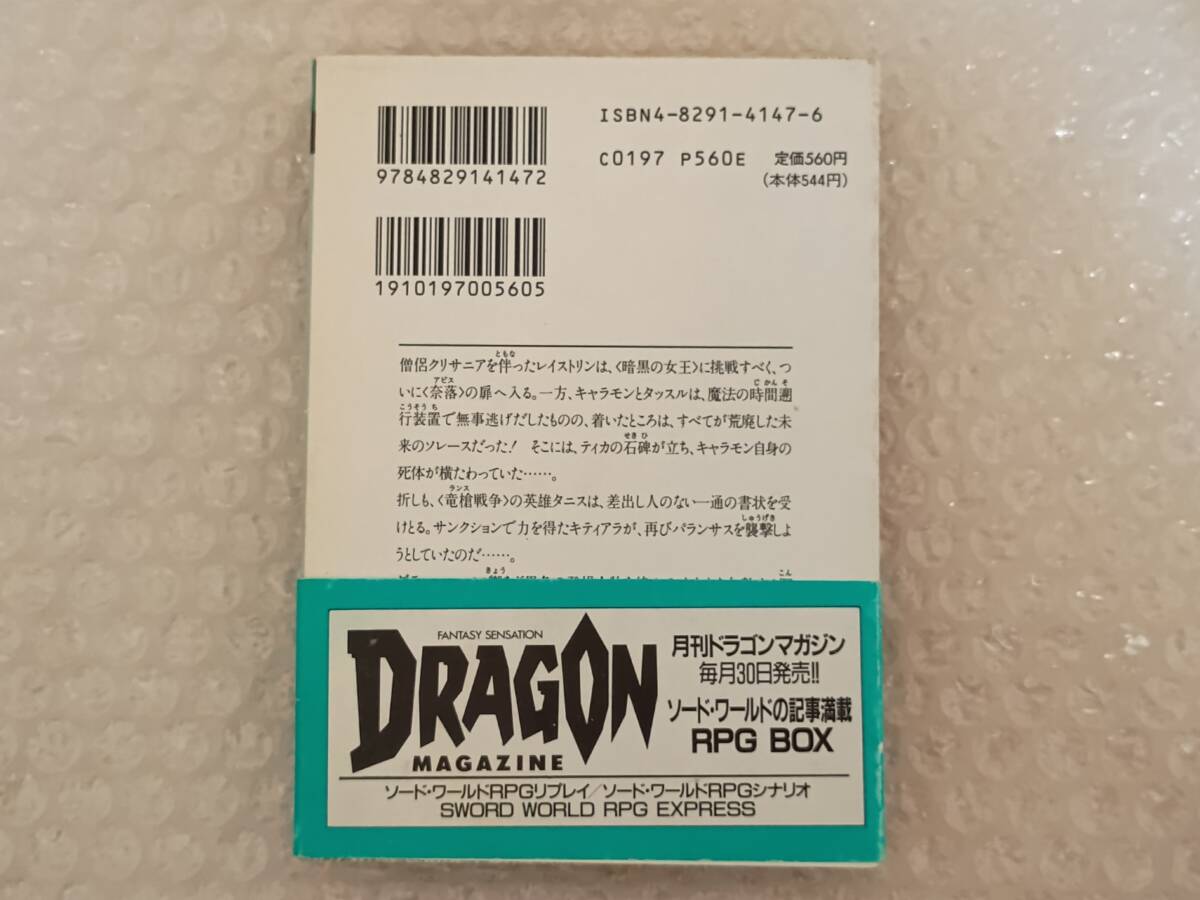 ISBN4-8291-4147-6
9784829141472
C0197 P560E 定価560円
(本体544円)
1910197005605
僧侶クリサニアを伴ったレイストリンは、〈暗黒の女王〉に挑戦すべく、つ
いに〈奈落〉の扉へ入る。一方、キャラモンとタッスルは、魔法の時間遡
行装置で無事逃げだしたものの、着いたところは、すべてが荒廃した未
来のソレースだった! そこには、ティカの石碑が立ち、キャラモン自身の
死体が横たわっていた……。
折しも、〈竜槍戦争〉の英雄タニスは、差出し人のない一通の書状を受
けとる。サンクションで力を得たキティアラが、再びパランサスを襲撃しよ
うとしていたのだ……。
FANTASY SENSATION
DRAGON
MAGAZINE
月刊ドラゴンマガジン
毎月30日発売!!
ソード・ワールドの記事満載
RPG BOX
ソード・ワールドRPGリプレイ/ソード・ワールドRPGシナリオ
SWORD WORLD RPG EXPRESS